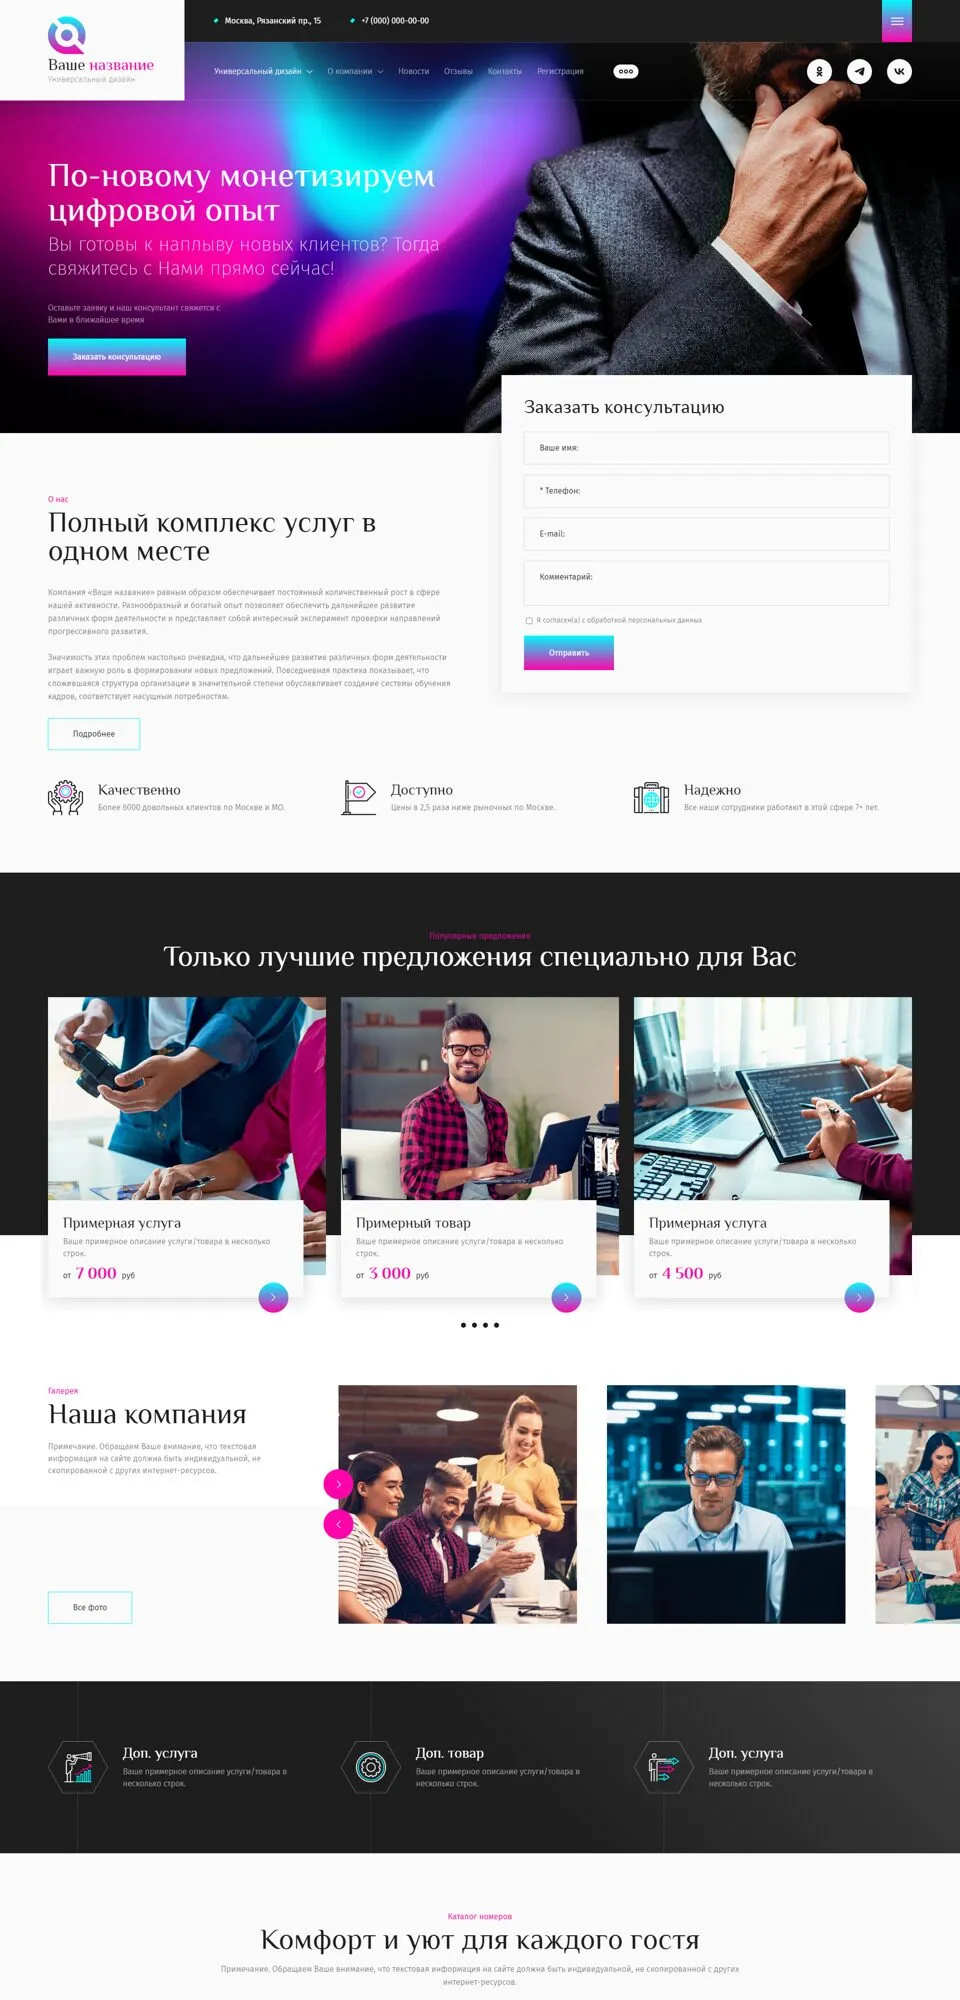 Ваше название
Универсальный дизайн
Москва, Рязанский пр., 15
+7 (000) 000-00-00
Универсальный дизайн
О компании
Новости
Отзывы
Контакты
Регистрация
По-новому монетизируем
цифровой опыт
Вы готовы к наплыву новых клиентов? Тогда
свяжитесь с Нами прямо сейчас!
Оставьте заявку и наш консультант свяжется с
Вами в ближайшее время
Заказать консультацию
Заказать консультацию
Ваше имя:
* Телефон:
E-mail:
Комментарий:
Я согласен(а) с обработкой персональных данных
Отправить
О нас
Полный комплекс услуг в
одном месте
Компания «Ваше название» равным образом обеспечивает постоянный количественный рост в сфере
нашей активности. Разнообразный и богатый опыт позволяет обеспечить дальнейшее развитие
различных форм деятельности и представляет собой интересный эксперимент проверки направлений
прогрессивного развития.
Значимость этих проблем настолько очевидна, что дальнейшее развитие различных форм деятельности
играет важную роль в формировании новых предложений. Повседневная практика показывает, что
сложившаяся структура организации в значительной степени обуславливает создание системы обучения
кадров, соответствует насущным потребностям.
Подробнее
Качественно
Более 6000 довольных клиентов по Москве и МО.
Доступно
Цены в 2,5 раза ниже рыночных по Москве.
Надежно
Все наши сотрудники работают в этой сфере 7+ лет.
Популярные предложения
Только лучшие предложения специально для Вас
Примерная услуга
Ваше примерное описание услуги/товара в несколько
строк.
от 7 000 руб
Примерный товар
Ваше примерное описание услуги/товара в несколько
строк.
от 3 000 руб
Примерная услуга
Ваше примерное описание услуги/товара в несколько
строк.
от 4 500 руб
Галерея
Наша компания
Примечание. Обращаем Ваше внимание, что текстовая
информация на сайте должна быть индивидуальной, не
скопированной с других интернет-ресурсов.
Все фото
Доп. услуга
Ваше примерное описание услуги/товара в
несколько строк.
Доп. товар
Ваше примерное описание услуги/товара в
несколько строк.
Доп. услуга
Ваше примерное описание услуги/товара в
несколько строк.
Каталог номеров
Комфорт и уют для каждого гостя
Примечание. Обращаем Ваше внимание, что текстовая информация на сайте должна быть индивидуальной, не скопированной с других
интернет-ресурсов.